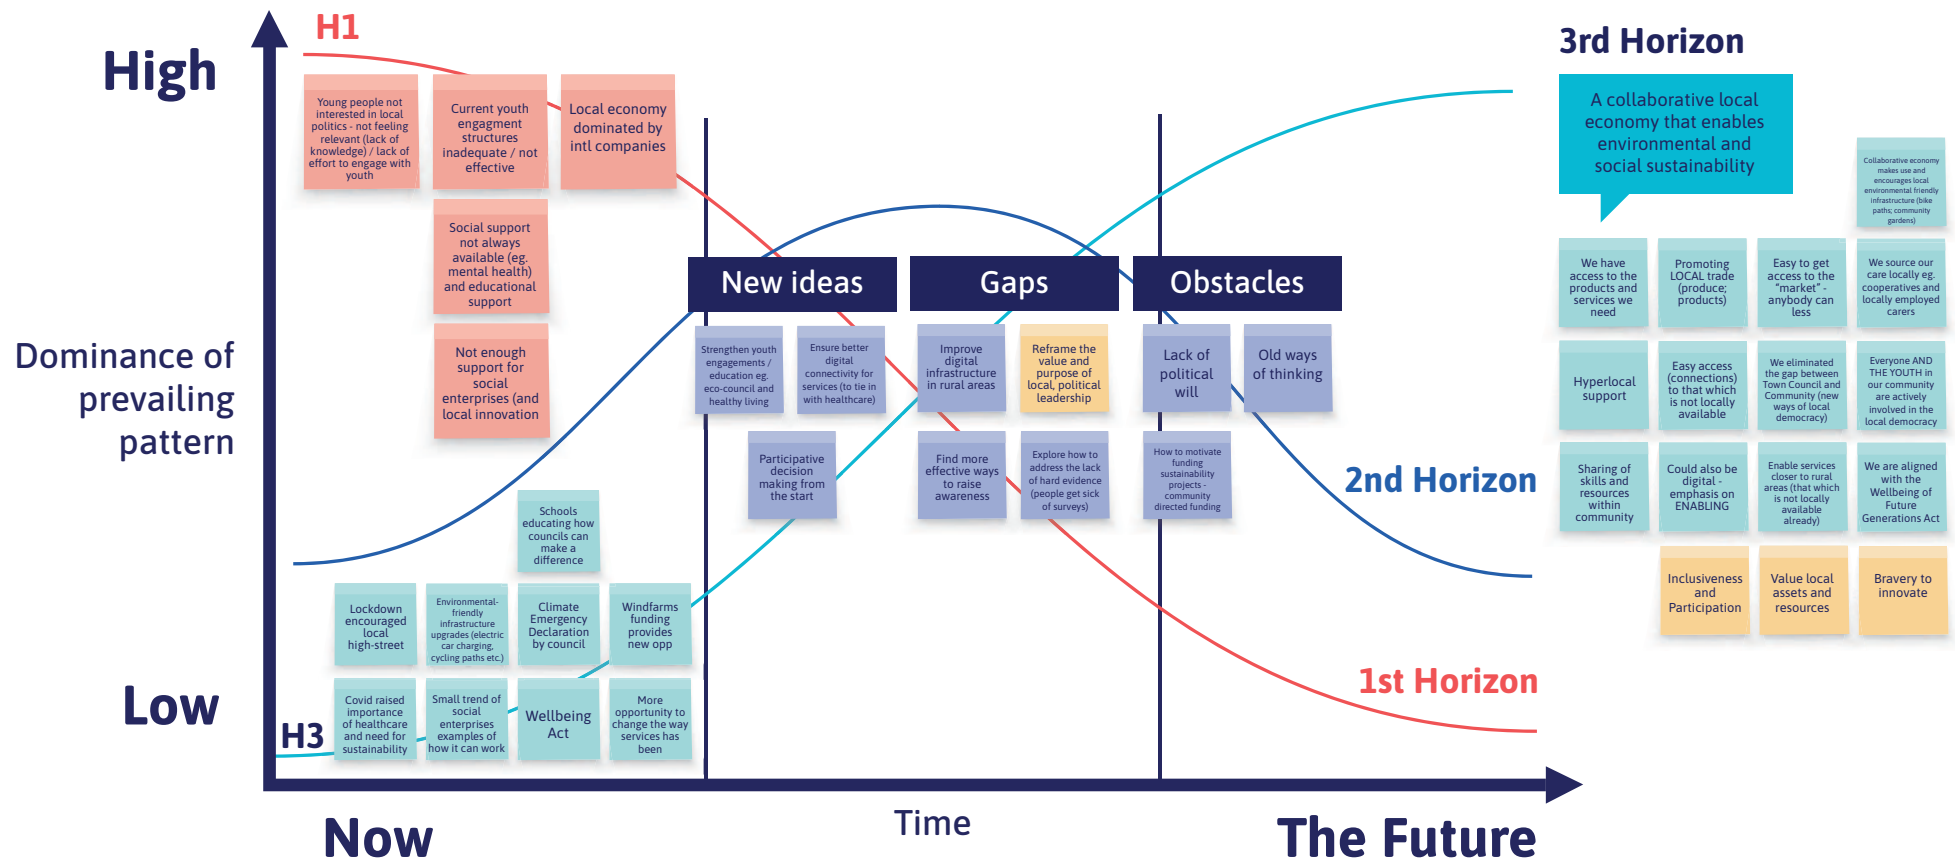 H1
High
Young people not
interested in local
politics - not feeling
relevant (lack of
knowledge) / lack of
effort to engage with
youth
Current youth
engagment
structures
inadequate / not
effective
Local economy
dominated by
intl companies
Social support
not always
available (eg.
mental health)
and educational
support
Not enough
support for
social
enterprises (and
local innovation
Dominance of
prevailing
pattern
New ideas
Strengthen youth
engagements /
education eg.
eco-council and
healthy living
Ensure better
digital
connectivity for
services (to tie in
with healthcare)
Participative
decision
making from
the start
Gaps
Improve
digital
infrastructure
in rural areas
Reframe the
value and
purpose of
local, political
leadership
Find more
effective ways
to raise
awareness
Explore how to
address the lack
of hard evidence
(people get sick
of surveys)
Obstacles
Lack of
political
will
Old ways
of thinking
How to motivate
funding
sustainability
projects -
community
directed funding
2nd Horizon
1st Horizon
Schools
educating how
councils can
make a
difference
Lockdown
encouraged
local
high-street
Environmental-
friendly
infrastructure
upgrades (electric
car charging,
cycling paths etc.)
Climate
Emergency
Declaration
by council
Windfarms
funding
provides
new opp
Low
H3
Covid raised
importance
of healthcare
and need for
sustainability
Small trend of
social
enterprises
examples of
how it can work
Wellbeing
Act
More
opportunity to
change the way
services has
been
Now
Time
The Future
3rd Horizon
A collaborative local
economy that enables
environmental and
social sustainability
Collaborative economy
makes use and
encourages local
environmental friendly
infrastructure (bike
paths; community
gardens)
We have
access to the
products and
services we
need
Promoting
LOCAL trade
(produce;
products)
Easy to get
access to the
“market” -
anybody can
less
We source our
care locally eg.
cooperatives and
locally employed
carers
Hyperlocal
support
Easy access
(connections)
to that which
is not locally
available
We eliminated
the gap between
Town Council and
Community (new
ways of local
democracy)
Everyone AND
THE YOUTH in
our community
are actively
involved in the
local democracy
Sharing of
skills and
resources
within
community
Could also be
digital -
emphasis on
ENABLING
Enable services
closer to rural
areas (that which
is not locally
available
already)
We are aligned
with the
Wellbeing of
Future
Generations Act
Inclusiveness
and
Participation
Value local
assets and
resources
Bravery to
innovate